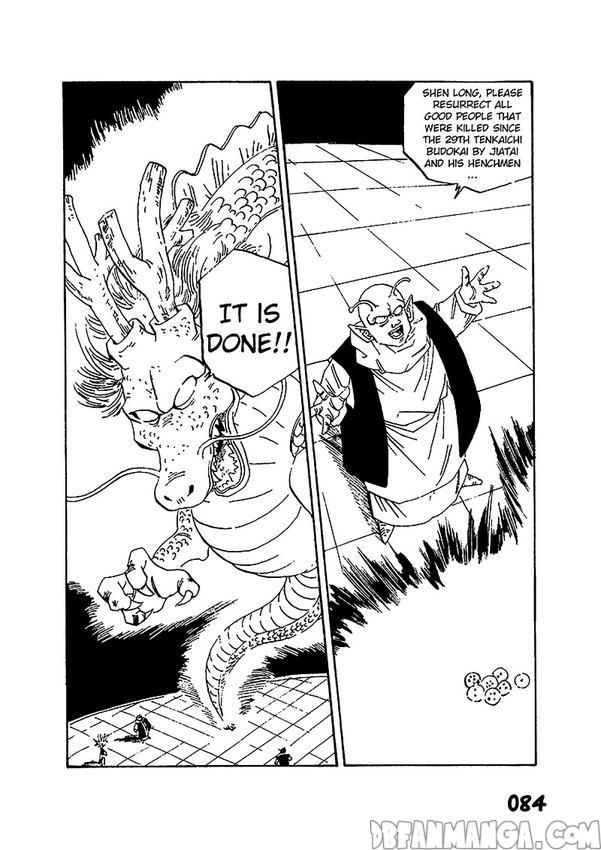 SHEN LONG, PLEASE
RESURRECT ALL
GOOD PEOPLE THAT
WERE KILLED SINCE
THE 29TH TENKAICHI
BUDOKAI BY JIATAI
AND HIS HENCHMEN
...
IT IS
DONE!!
084
DBFANMANGA.COM